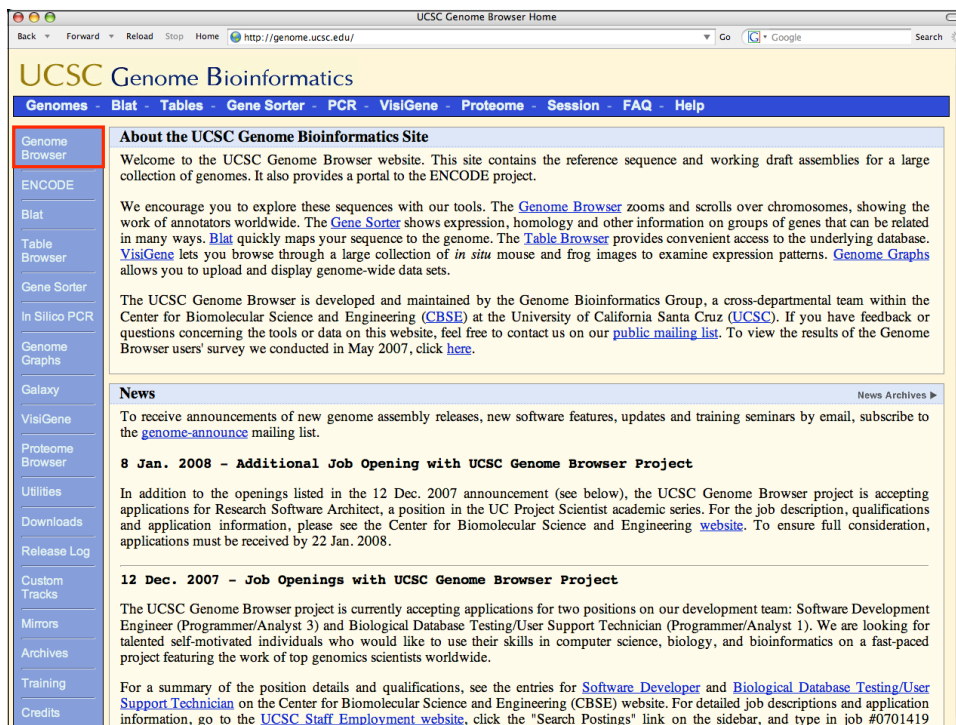 UCSC Genome Browser Home
Back Forward Reload Stop Home http://genome.ucsc.edu/ Go G Google Search
UCSC Genome Bioinformatics
Genomes - Blat - Tables - Gene Sorter - PCR - VisiGene - Proteome - Session - FAQ - Help
Genome
Browser
ENCODE
Blat
Table
Browser
Gene Sorter
In Silico PCR
Genome
Graphs
Galaxy
VisiGene
Proteome
Browser
Utilities
Downloads
Release Log
Custom
Tracks
Mirrors
Archives
Training
Credits
About the UCSC Genome Bioinformatics Site
Welcome to the UCSC Genome Browser website. This site contains the reference sequence and working draft assemblies for a large
collection of genomes. It also provides a portal to the ENCODE project.
We encourage you to explore these sequences with our tools. The Genome Browser zooms and scrolls over chromosomes, showing the
work of annotators worldwide. The Gene Sorter shows expression, homology and other information on groups of genes that can be related
in many ways. Blat quickly maps your sequence to the genome. The Table Browser provides convenient access to the underlying database.
VisiGene lets you browse through a large collection of in situ mouse and frog images to examine expression patterns. Genome Graphs
allows you to upload and display genome-wide data sets.
The UCSC Genome Browser is developed and maintained by the Genome Bioinformatics Group, a cross-departmental team within the
Center for Biomolecular Science and Engineering (CBSE) at the University of California Santa Cruz (UCSC). If you have feedback or
questions concerning the tools or data on this website, feel free to contact us on our public mailing list. To view the results of the Genome
Browser users' survey we conducted in May 2007, click here.
News
News Archives ▶
To receive announcements of new genome assembly releases, new software features, updates and training seminars by email, subscribe to
the genome-announce mailing list.
8 Jan. 2008 - Additional Job Opening with UCSC Genome Browser Project
In addition to the openings listed in the 12 Dec. 2007 announcement (see below), the UCSC Genome Browser project is accepting
applications for Research Software Architect, a position in the UC Project Scientist academic series. For the job description, qualifications
and application information, please see the Center for Biomolecular Science and Engineering website. To ensure full consideration,
applications must be received by 22 Jan. 2008.
12 Dec. 2007 - Job Openings with UCSC Genome Browser Project
The UCSC Genome Browser project is currently accepting applications for two positions on our development team: Software Development
Engineer (Programmer/Analyst 3) and Biological Database Testing/User Support Technician (Programmer/Analyst 1). We are looking for
talented self-motivated individuals who would like to use their skills in computer science, biology, and bioinformatics on a fast-paced
project featuring the work of top genomics scientists worldwide.
For a summary of the position details and qualifications, see the entries for Software Developer and Biological Database Testing/User
Support Technician on the Center for Biomolecular Science and Engineering (CBSE) website. For detailed job descriptions and application
information, go to the UCSC Staff Employment website, click the "Search Postings" link on the sidebar, and type in job #0701419